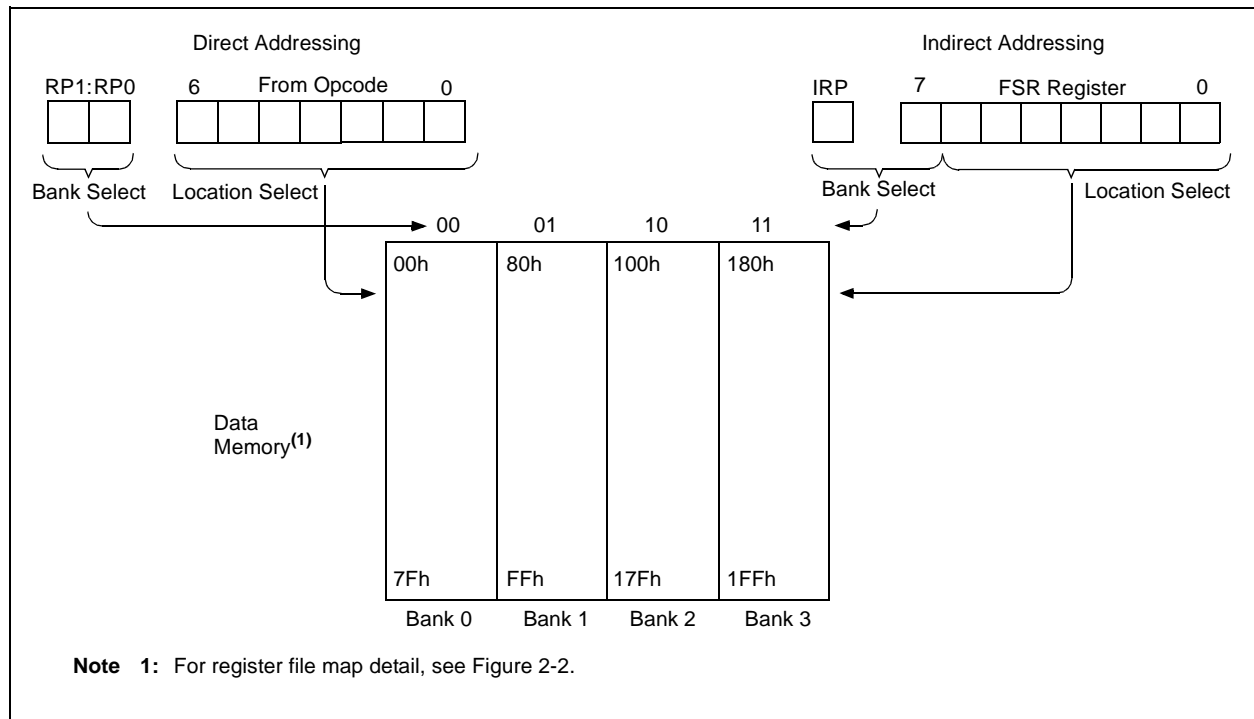 Direct Addressing
Indirect Addressing
RP1:RP0 6 From Opcode 0
IRP 7 FSR Register 0
Bank Select Location Select
Bank Select Location Select
00 01 10 11
00h 80h 100h 180h
Data
Memory(1)
7Fh FFh 17Fh 1FFh
Bank 0 Bank 1 Bank 2 Bank 3
Note 1: For register file map detail, see Figure 2-2.